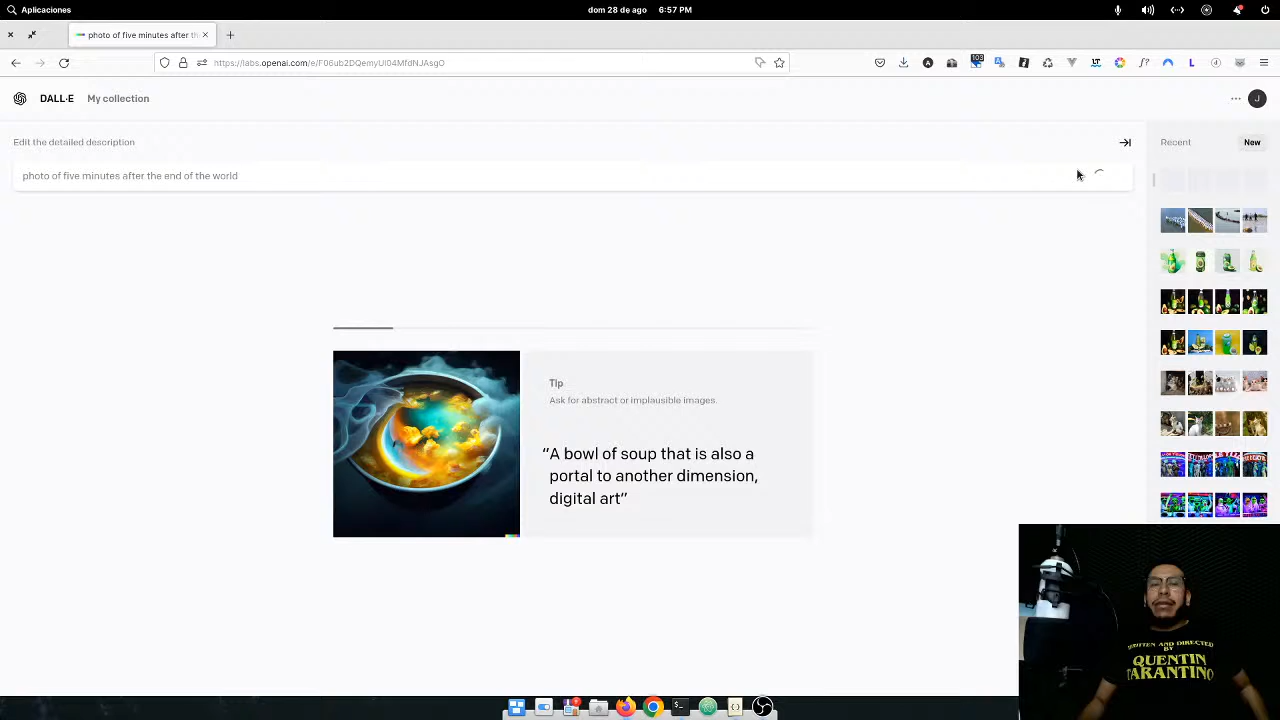 Aplicaciones
dom 28 de ago
6:57 PM
photo of five minutes after th
https://labs.openai.com/e/F06ub2DQemyUI04MfdNJAsgO
103
DALL·E
My collection
J
Edit the detailed description
Recent
New
photo of five minutes after the end of the world
Tip
Ask for abstract or implausible images.
“A bowl of soup that is also a
portal to another dimension,
digital art”
WRITTEN AND DIRECTED
BY
QUENTIN
TARANTINO